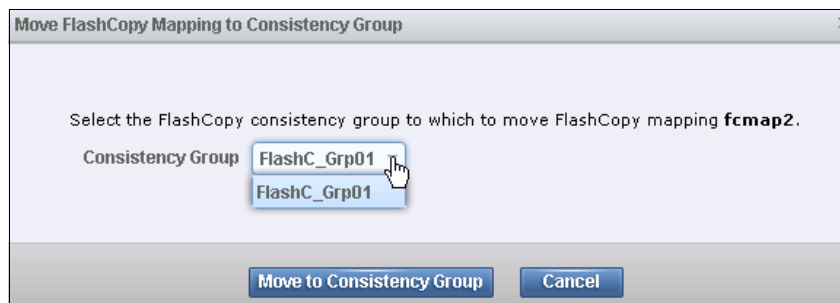 Move FlashCopy Mapping to Consistency Group
Select the FlashCopy consistency group to which to move FlashCopy mapping fcmap2.
Consistency Group FlashC_Grp01
FlashC_Grp01
Move to Consistency Group Cancel